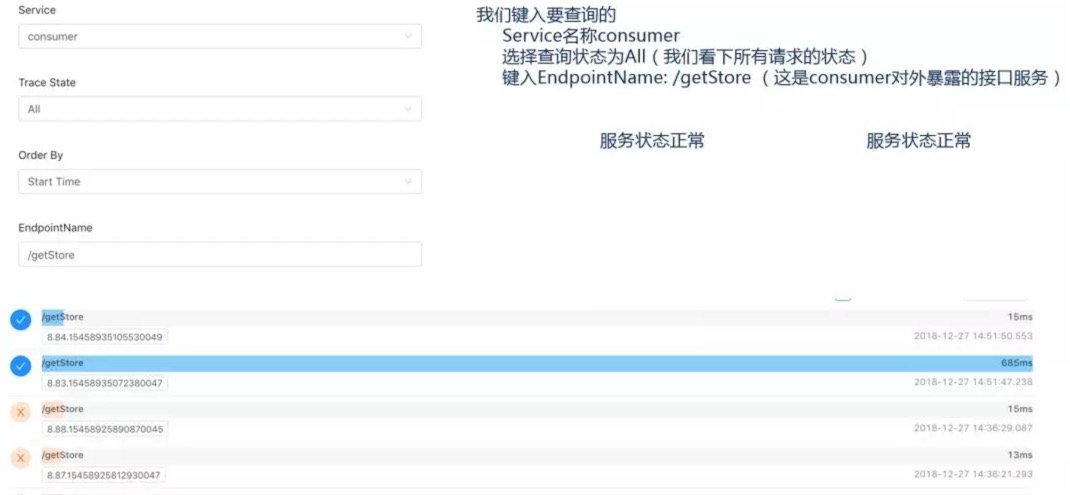 Service
consumer
Trace State
All
Order By
Start Time
EndpointName
/getStore
我们键入要查询的
Service名称consumer
选择查询状态为All（我们看下所有请求的状态）
键入EndpointName: /getStore （这是consumer对外暴露的接口服务）
服务状态正常 服务状态正常
/getStore 15ms
8.84.15458935105530049 2018-12-27 14:51:50.553
/getStore 685ms
8.83.15458935072380047 2018-12-27 14:51:47.238
/getStore 15ms
8.88.15458925890870045 2018-12-27 14:36:29.087
/getStore 13ms
8.87.15458925812930047 2018-12-27 14:36:21.293